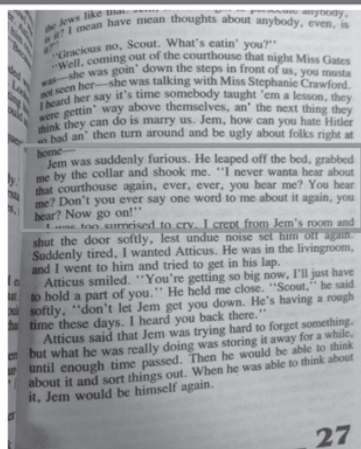 the Jews like that. persecute anybody,
is it? I mean have mean thoughts about anybody, even, is
it?"
"Gracious no, Scout. What's eatin' you?"
"Well, coming out of the courthouse that night Miss Gates
was—she was goin' down the steps in front of us, you musta
not seen her—she was talking with Miss Stephanie Crawford.
I heard her say it's time somebody taught 'em a lesson, they
were gettin' way above themselves, an' the next thing they
think they can do is marry us. Jem, how can you hate Hitler
so bad an' then turn around and be ugly about folks right at
home—
Jem was suddenly furious. He leaped off the bed, grabbed
me by the collar and shook me. "I never wanta hear about
that courthouse again, ever, ever, you hear me? You hear
me? Don't you ever say one word to me about it again, you
hear? Now go on!"
I was too surprised to cry. I crept from Jem's room and
shut the door softly, lest undue noise set him off again.
Suddenly tired, I wanted Atticus. He was in the livingroom,
and I went to him and tried to get in his lap.
Atticus smiled. "You're getting so big now, I'll just have
to hold a part of you." He held me close. "Scout," he said
softly, "don't let Jem get you down. He's having a rough
time these days. I heard you back there."
Atticus said that Jem was trying hard to forget something,
but what he was really doing was storing it away for a while,
until enough time passed. Then he would be able to think
about it and sort things out. When he was able to think about
it, Jem would be himself again.
27